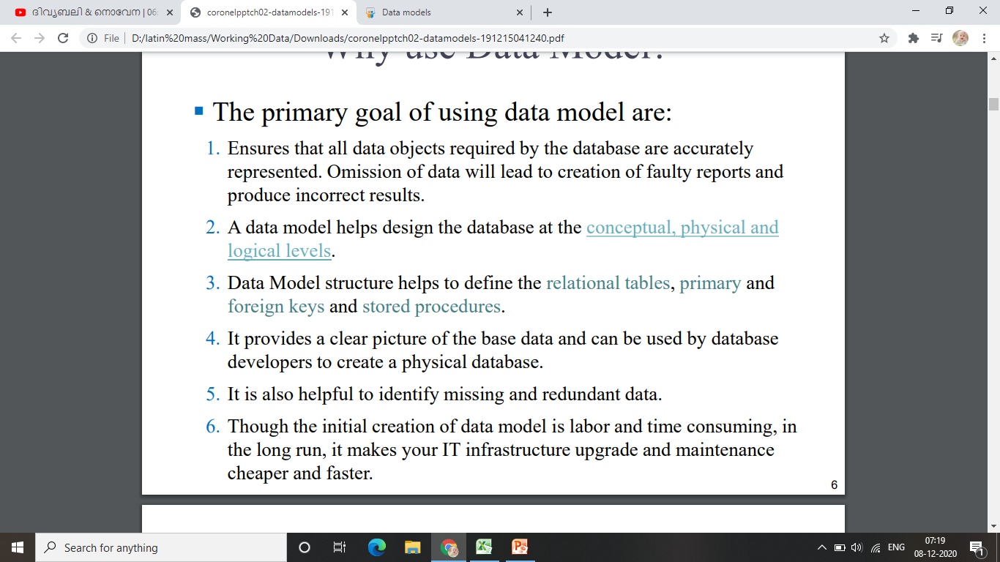 ദിവ്യബലി & നൊവേന | 06:
coronelpptch02-datamodels-191
Data models
File
D:/latin%20mass/Working%20Data/Downloads/coronelpptch02-datamodels-191215041240.pdf
Why use Data Model?
The primary goal of using data model are:
1. Ensures that all data objects required by the database are accurately
represented. Omission of data will lead to creation of faulty reports and
produce incorrect results.
2. A data model helps design the database at the conceptual, physical and
logical levels.
3. Data Model structure helps to define the relational tables, primary and
foreign keys and stored procedures.
4. It provides a clear picture of the base data and can be used by database
developers to create a physical database.
5. It is also helpful to identify missing and redundant data.
6. Though the initial creation of data model is labor and time consuming, in
the long run, it makes your IT infrastructure upgrade and maintenance
cheaper and faster.
6
Search for anything
ENG
07:19
08-12-2020
1